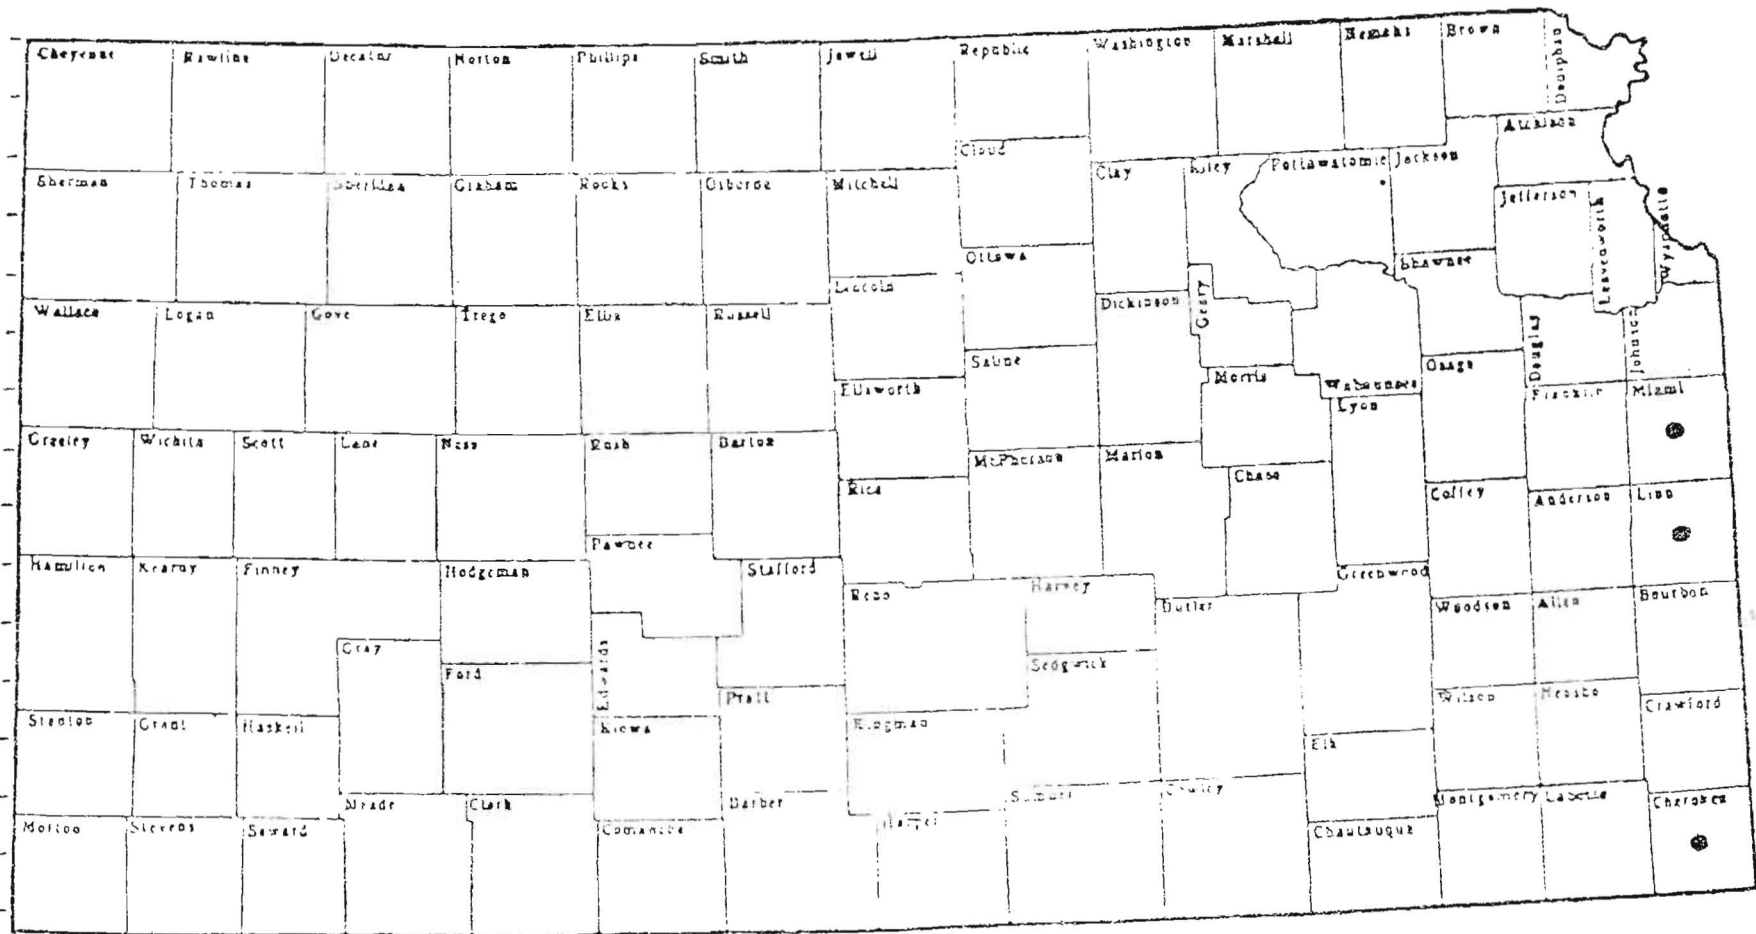 Cheyenne Rawlins Decatur Norton Phillips Smith Jewell Republic Washington Marshall Nemaha Brown Doniphan
Atchison
Cloud Clay Riley Pottawatomie Jackson
Sherman Thomas Sheridan Graham Rooks Osborne Mitchell Jefferson Leavenworth Wyandotte
Ottawa Shawnee
Lincoln Dickinson Geary
Wallace Logan Gove Trego Ellis Russell Douglas Johnson
Saline Osage
Ellsworth Morris Wabaunsee Franklin Miami
Lyon
Greeley Wichita Scott Lane Ness Rush Barton McPherson Marion
Rice Chase Coffey Anderson Linn
Pawnee
Hamilton Kearny Finney Hodgeman Stafford Greenwood
Reno Harvey Butler Woodson Allen Bourbon
Gray Edwards
Ford Sedgwick
Pratt Wilson Neosho Crawford
Stanton Grant Haskell Kiowa Kingman
Elk
Meade Clark Barber Sumner Cowley Montgomery Labette Cherokee
Morton Stevens Seward Comanche Harper Chautauqua